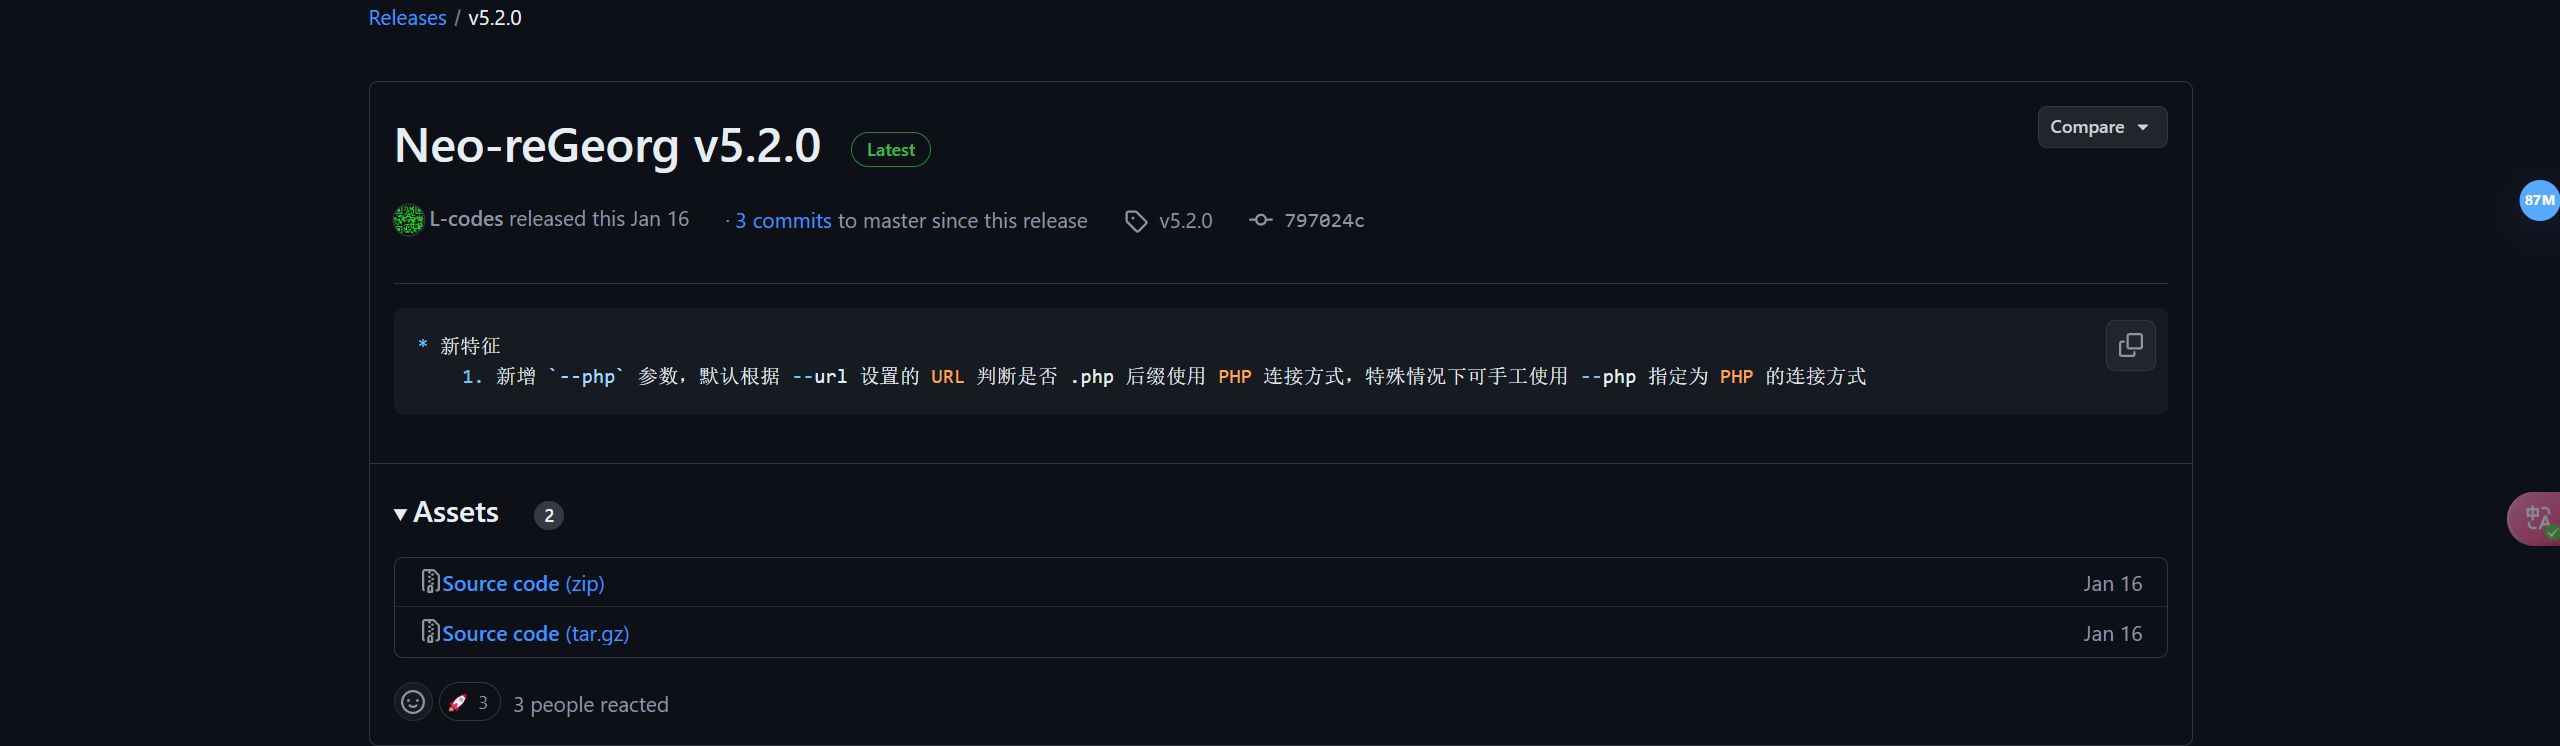 Releases / v5.2.0
Neo-reGeorg v5.2.0 Latest
Compare
L-codes released this Jan 16 · 3 commits to master since this release v5.2.0 797024c
87M
* 新特征
1. 新增 `--php` 参数，默认根据 --url 设置的 URL 判断是否 .php 后缀使用 PHP 连接方式，特殊情况下可手工使用 --php 指定为 PHP 的连接方式
Assets 2
中A
Source code (zip) Jan 16
Source code (tar.gz) Jan 16
3 3 people reacted